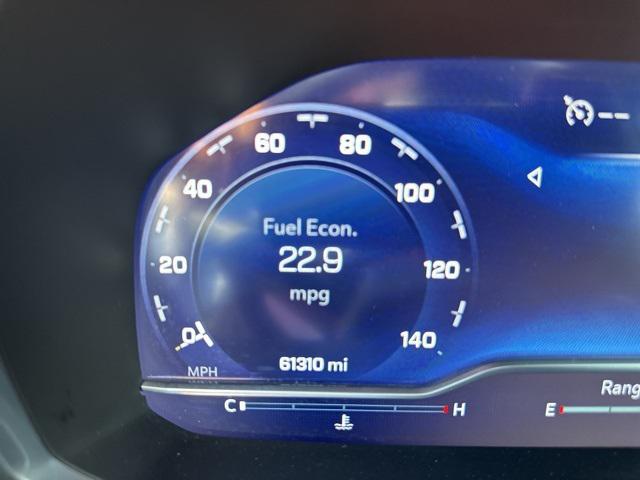 60
80
40
100
Fuel Econ.
22.9
mpg
20
120
0
140
MPH
61310 mi
C
H
E
Rang